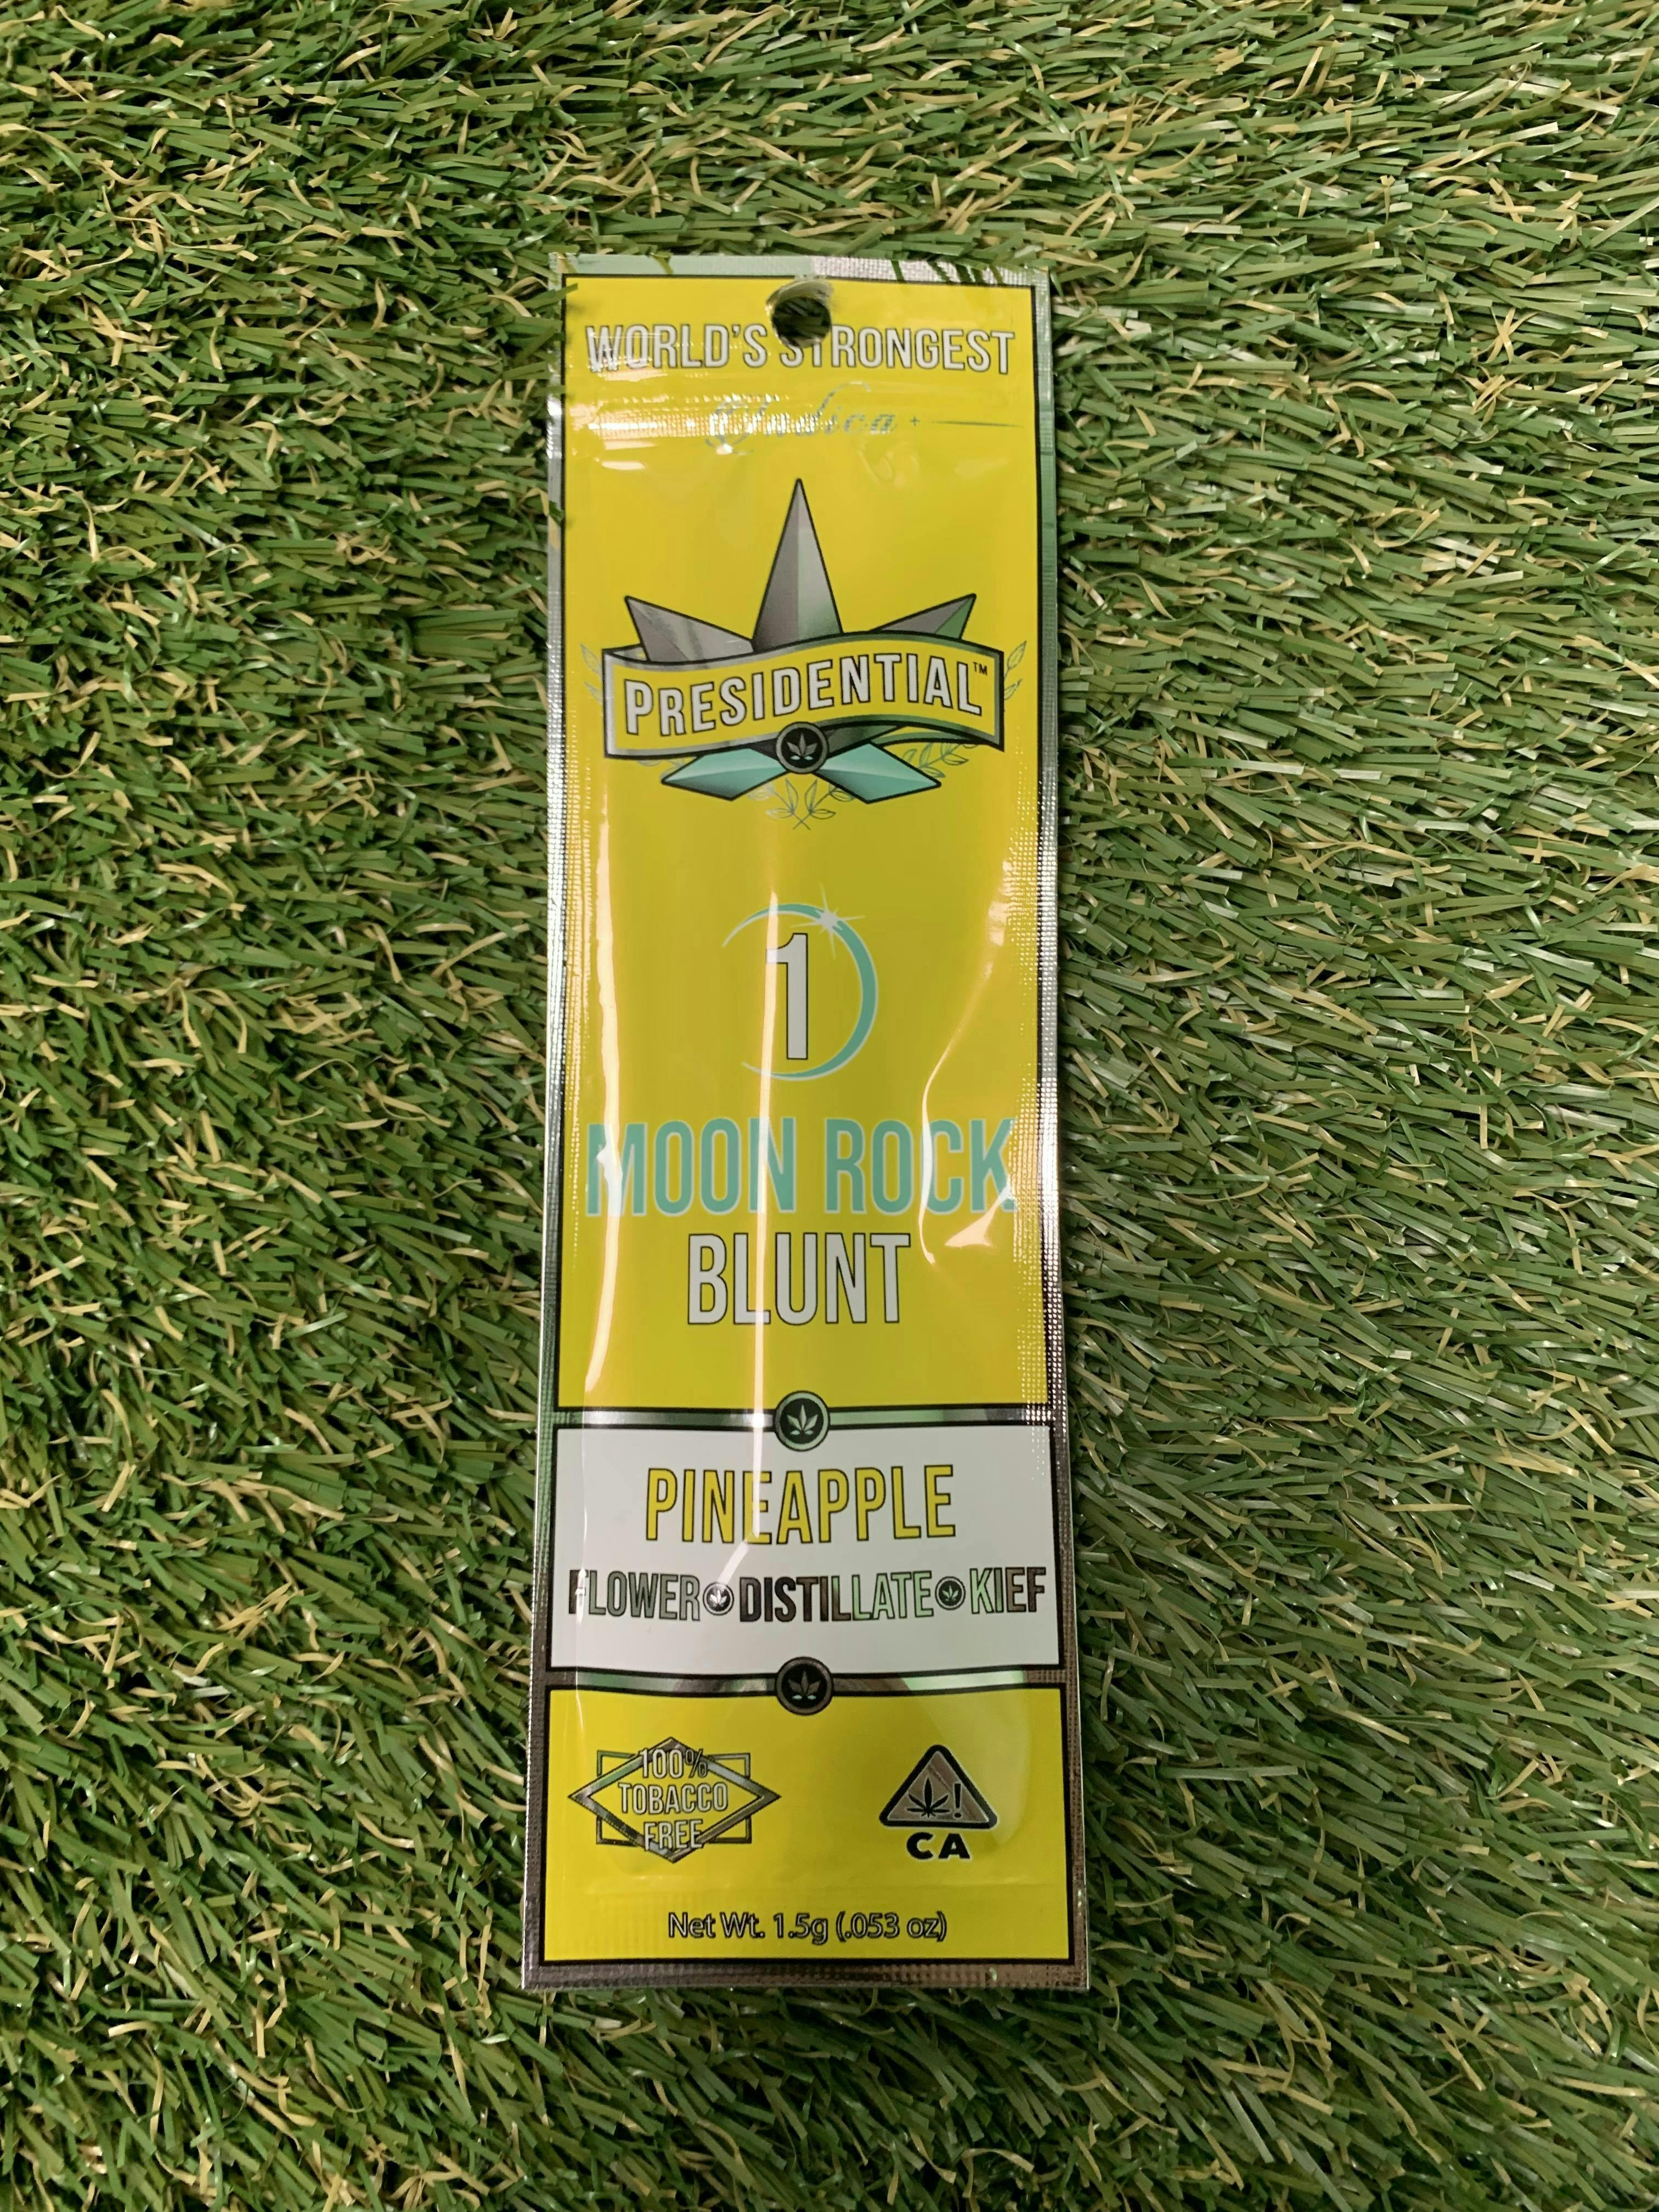 WORLD'S STRONGEST
Indica
PRESIDENTIAL™
1
MOON ROCK
BLUNT
PINEAPPLE
FLOWER DISTILLATE KIEF
100%
TOBACCO
FREE
!
CA
Net Wt. 1.5g (.053 oz)